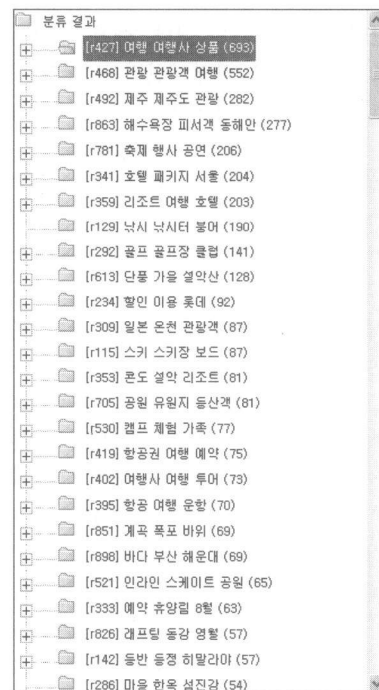 분류 결과
[r427] 여행 여행사 상품 (693)
[r468] 관광 관광객 여행 (552)
[r492] 제주 제주도 관광 (282)
[r863] 해수욕장 피서객 동해안 (277)
[r781] 축제 행사 공연 (206)
[r341] 호텔 패키지 서울 (204)
[r359] 리조트 여행 호텔 (203)
[r129] 낚시 낚시터 붕어 (190)
[r292] 골프 골프장 클럽 (141)
[r613] 단풍 가을 설악산 (128)
[r234] 할인 이용 롯데 (92)
[r309] 일본 온천 관광객 (87)
[r115] 스키 스키장 보드 (87)
[r353] 콘도 설악 리조트 (81)
[r705] 공원 유원지 등산객 (81)
[r530] 캠프 체험 가족 (77)
[r419] 항공권 여행 예약 (75)
[r402] 여행사 여행 투어 (73)
[r395] 항공 여행 운항 (70)
[r851] 계곡 폭포 바위 (69)
[r898] 바다 부산 해운대 (69)
[r521] 인라인 스케이트 공원 (65)
[r333] 예약 휴양림 8월 (63)
[r826] 래프팅 동강 영월 (57)
[r142] 등반 등정 히말라야 (57)
[r286] 마을 한옥 섬진강 (54)